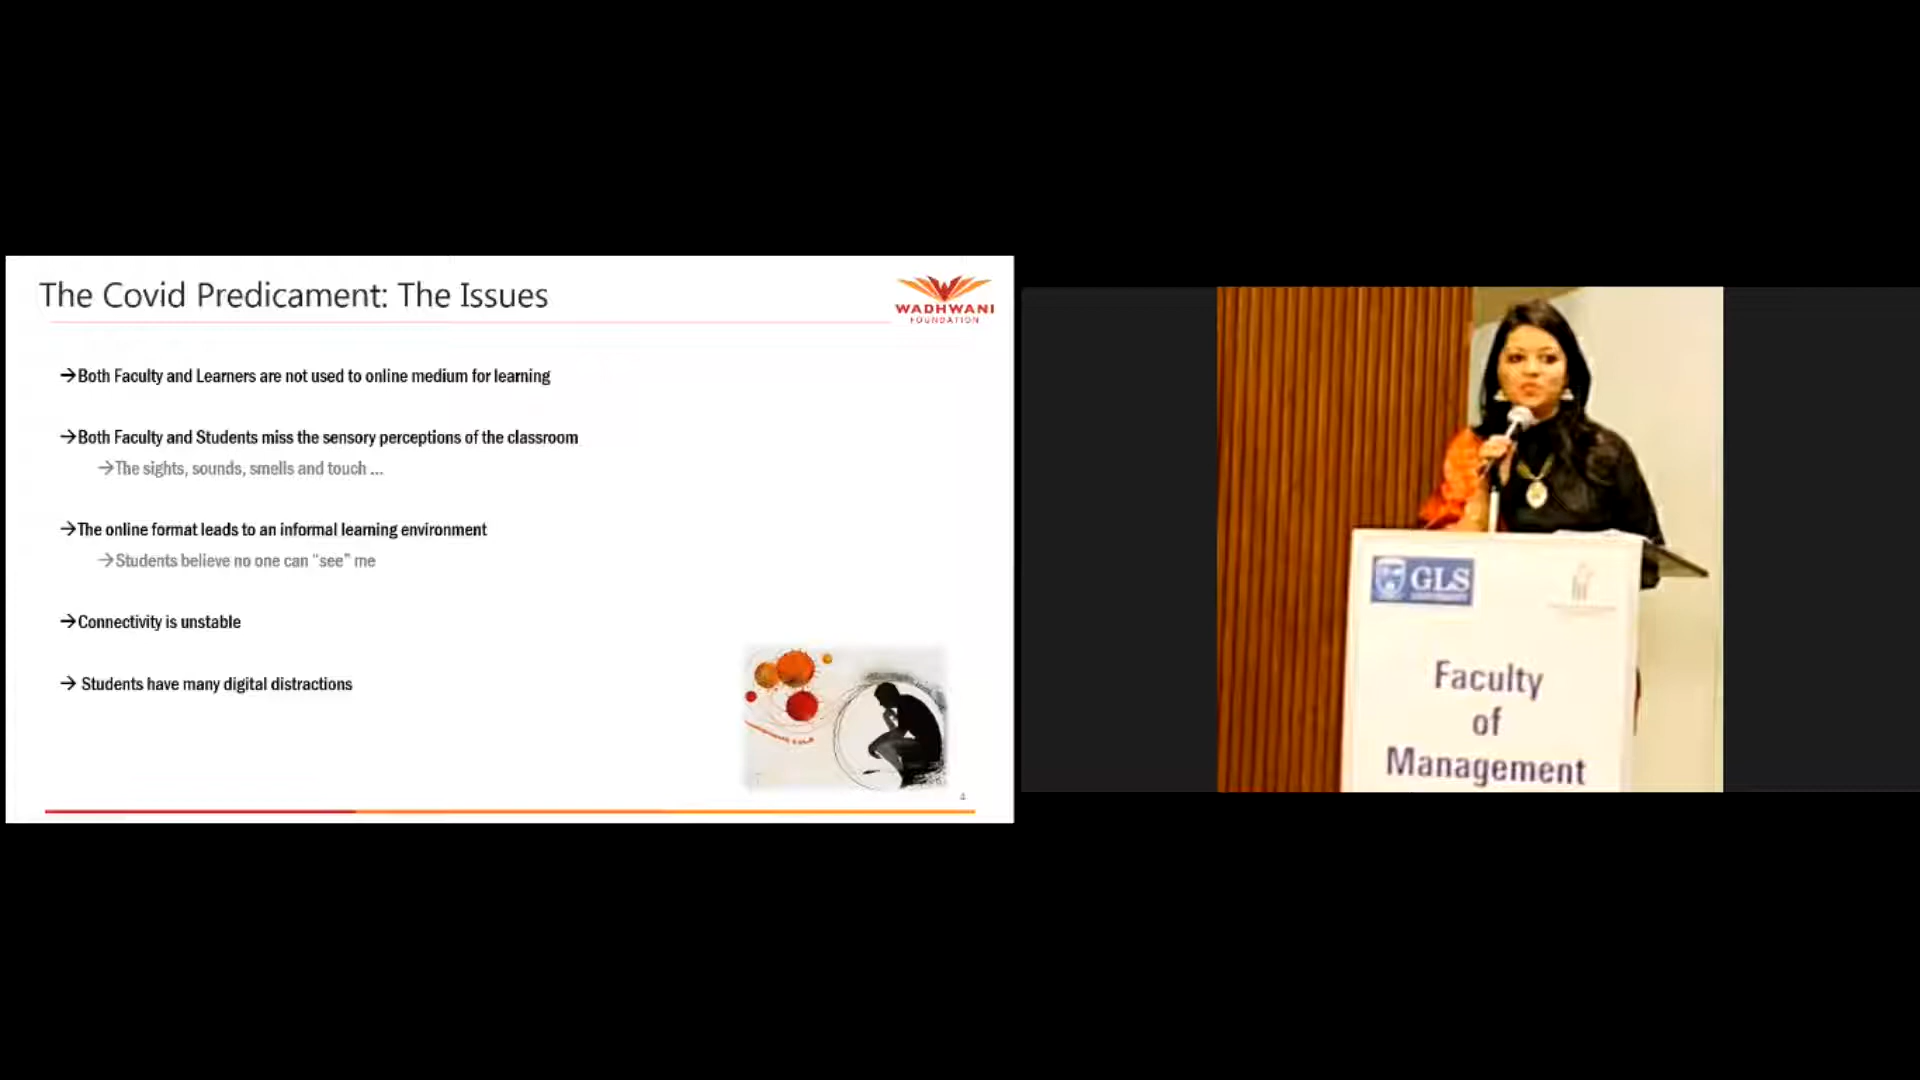 The Covid Predicament: The Issues
WADHWANI
FOUNDATION
→Both Faculty and Learners are not used to online medium for learning
→Both Faculty and Students miss the sensory perceptions of the classroom
→The sights, sounds, smells and touch ...
→The online format leads to an informal learning environment
→Students believe no one can “see” me
→Connectivity is unstable
→ Students have many digital distractions
4
GLS
UNIVERSITY
Faculty
of
Management